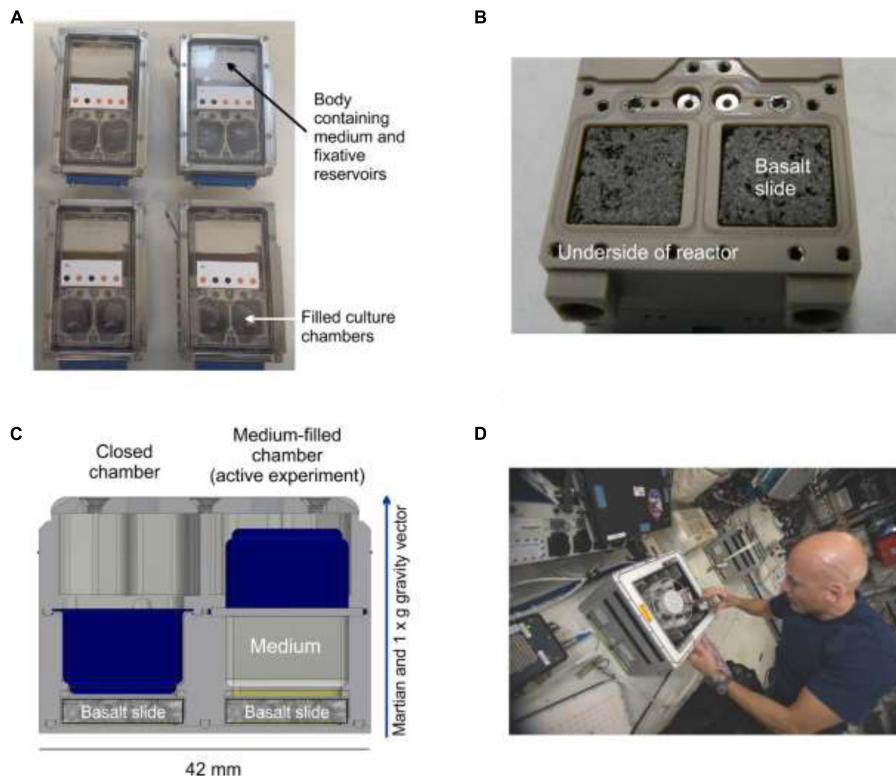 A
Body
containing
medium and
fixative
reservoirs
Filled culture
chambers
B
Basalt
slide
Underside of reactor
C
Closed
chamber
Medium-filled
chamber
(active experiment)
Medium
Basalt slide
Basalt slide
Martian and 1 x g gravity vector
42 mm
D